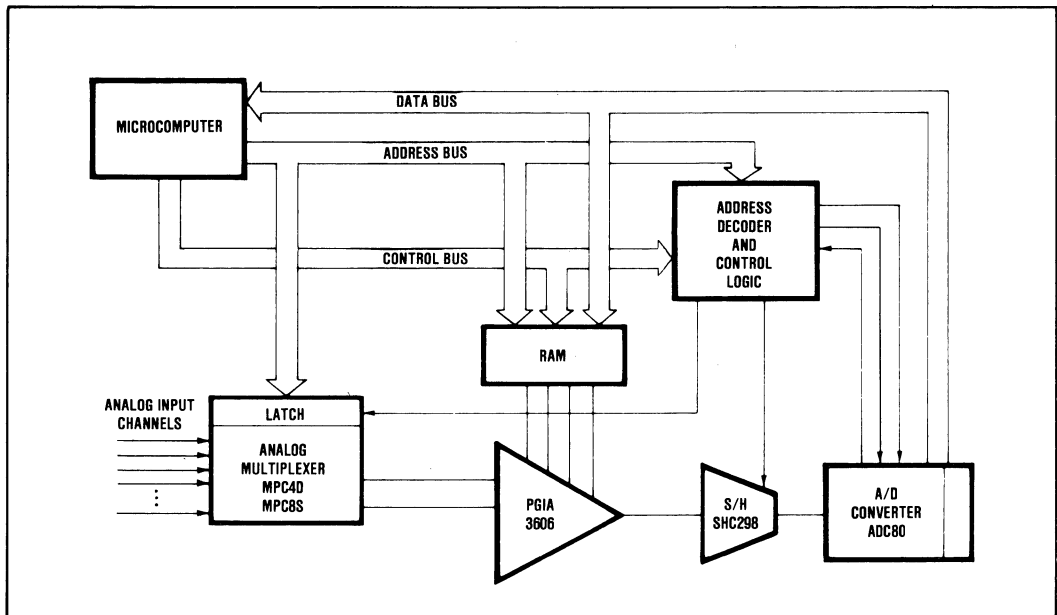 DATA BUS
MICROCOMPUTER
ADDRESS BUS
ADDRESS
DECODER
AND
CONTROL
LOGIC
CONTROL BUS
RAM
ANALOG INPUT
CHANNELS
LATCH
ANALOG
MULTIPLEXER
MPC4D
MPC8S
PGIA
3606
S/H
SHC298
A/D
CONVERTER
ADC80